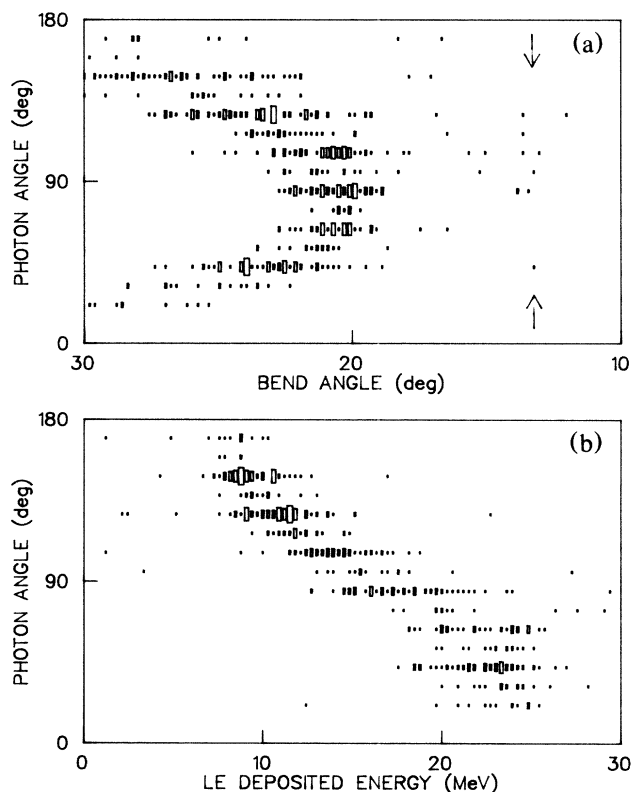 180
(a)
PHOTON ANGLE (deg)
90
0
30
20
10
BEND ANGLE (deg)
180
(b)
PHOTON ANGLE (deg)
90
0
0
10
20
30
LE DEPOSITED ENERGY (MeV)